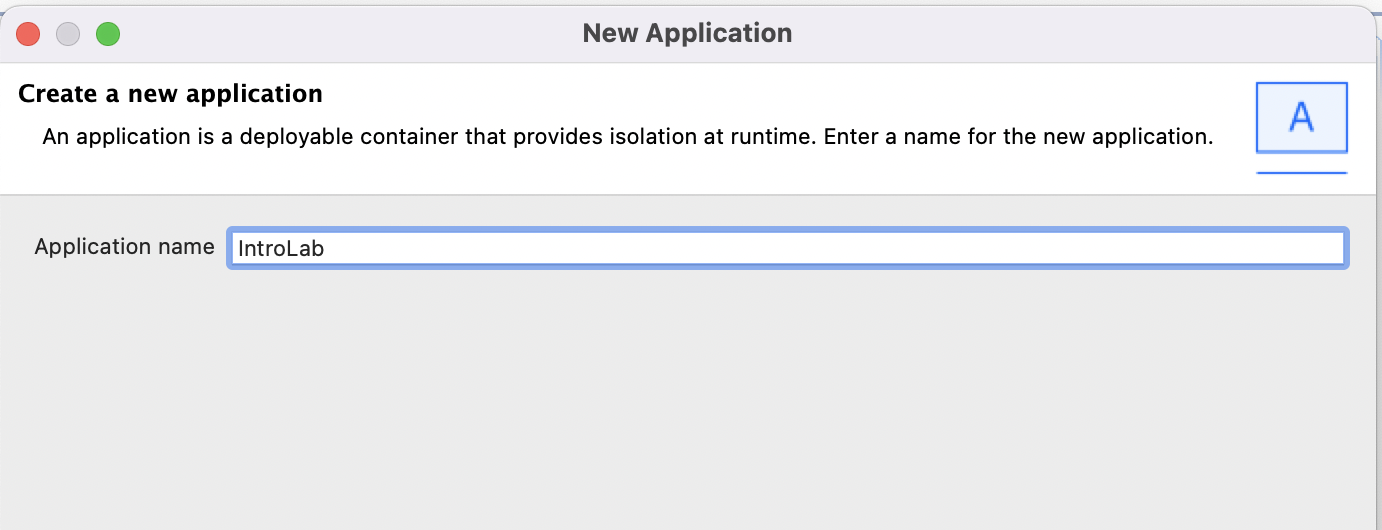 New Application
Create a new application
An application is a deployable container that provides isolation at runtime. Enter a name for the new application.
A
Application name IntroLab